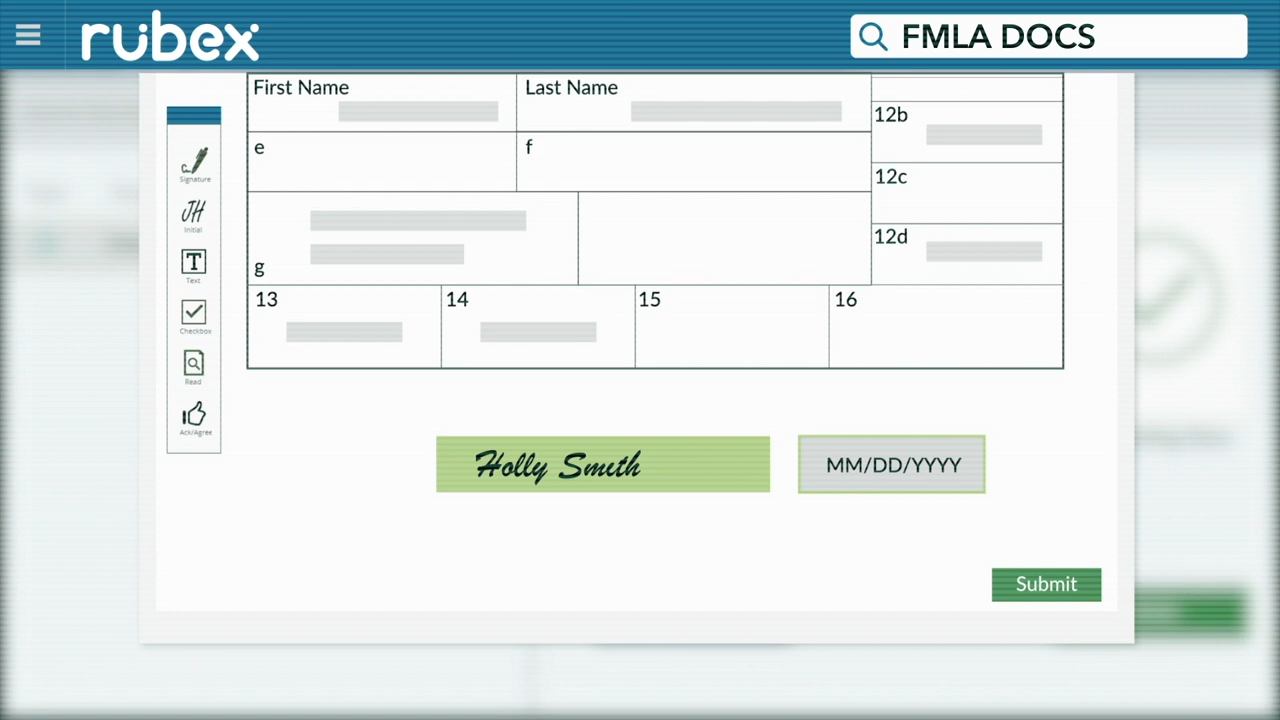 rubex
FMLA DOCS
First Name
Last Name
12b
e
f
12c
12d
g
13
14
15
16
Signature
JH
Initial
T
Text
Checkbox
Read
Ack/Agree
Holly Smith
MM/DD/YYYY
Submit